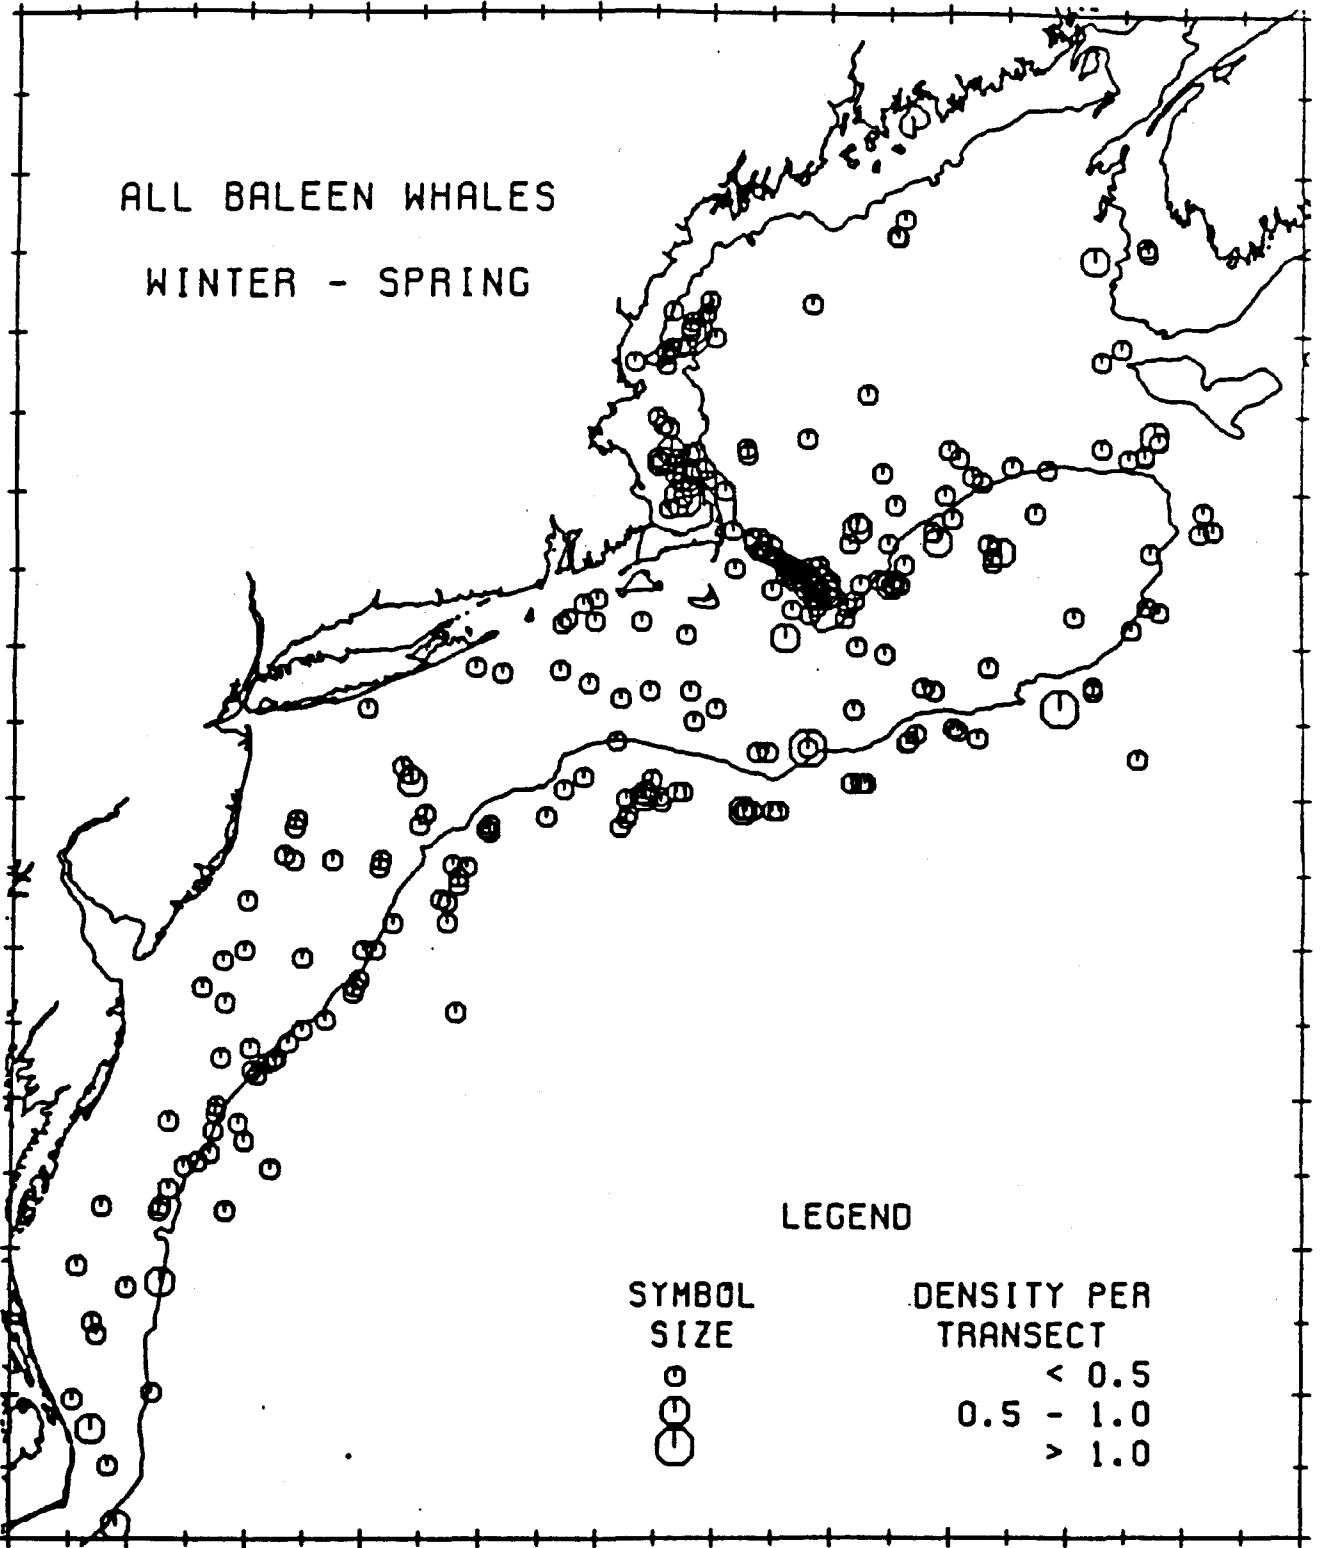 ALL BALEEN WHALES
WINTER - SPRING
LEGEND
SYMBOL SIZE
DENSITY PER TRANSECT
< 0.5
0.5 - 1.0
> 1.0